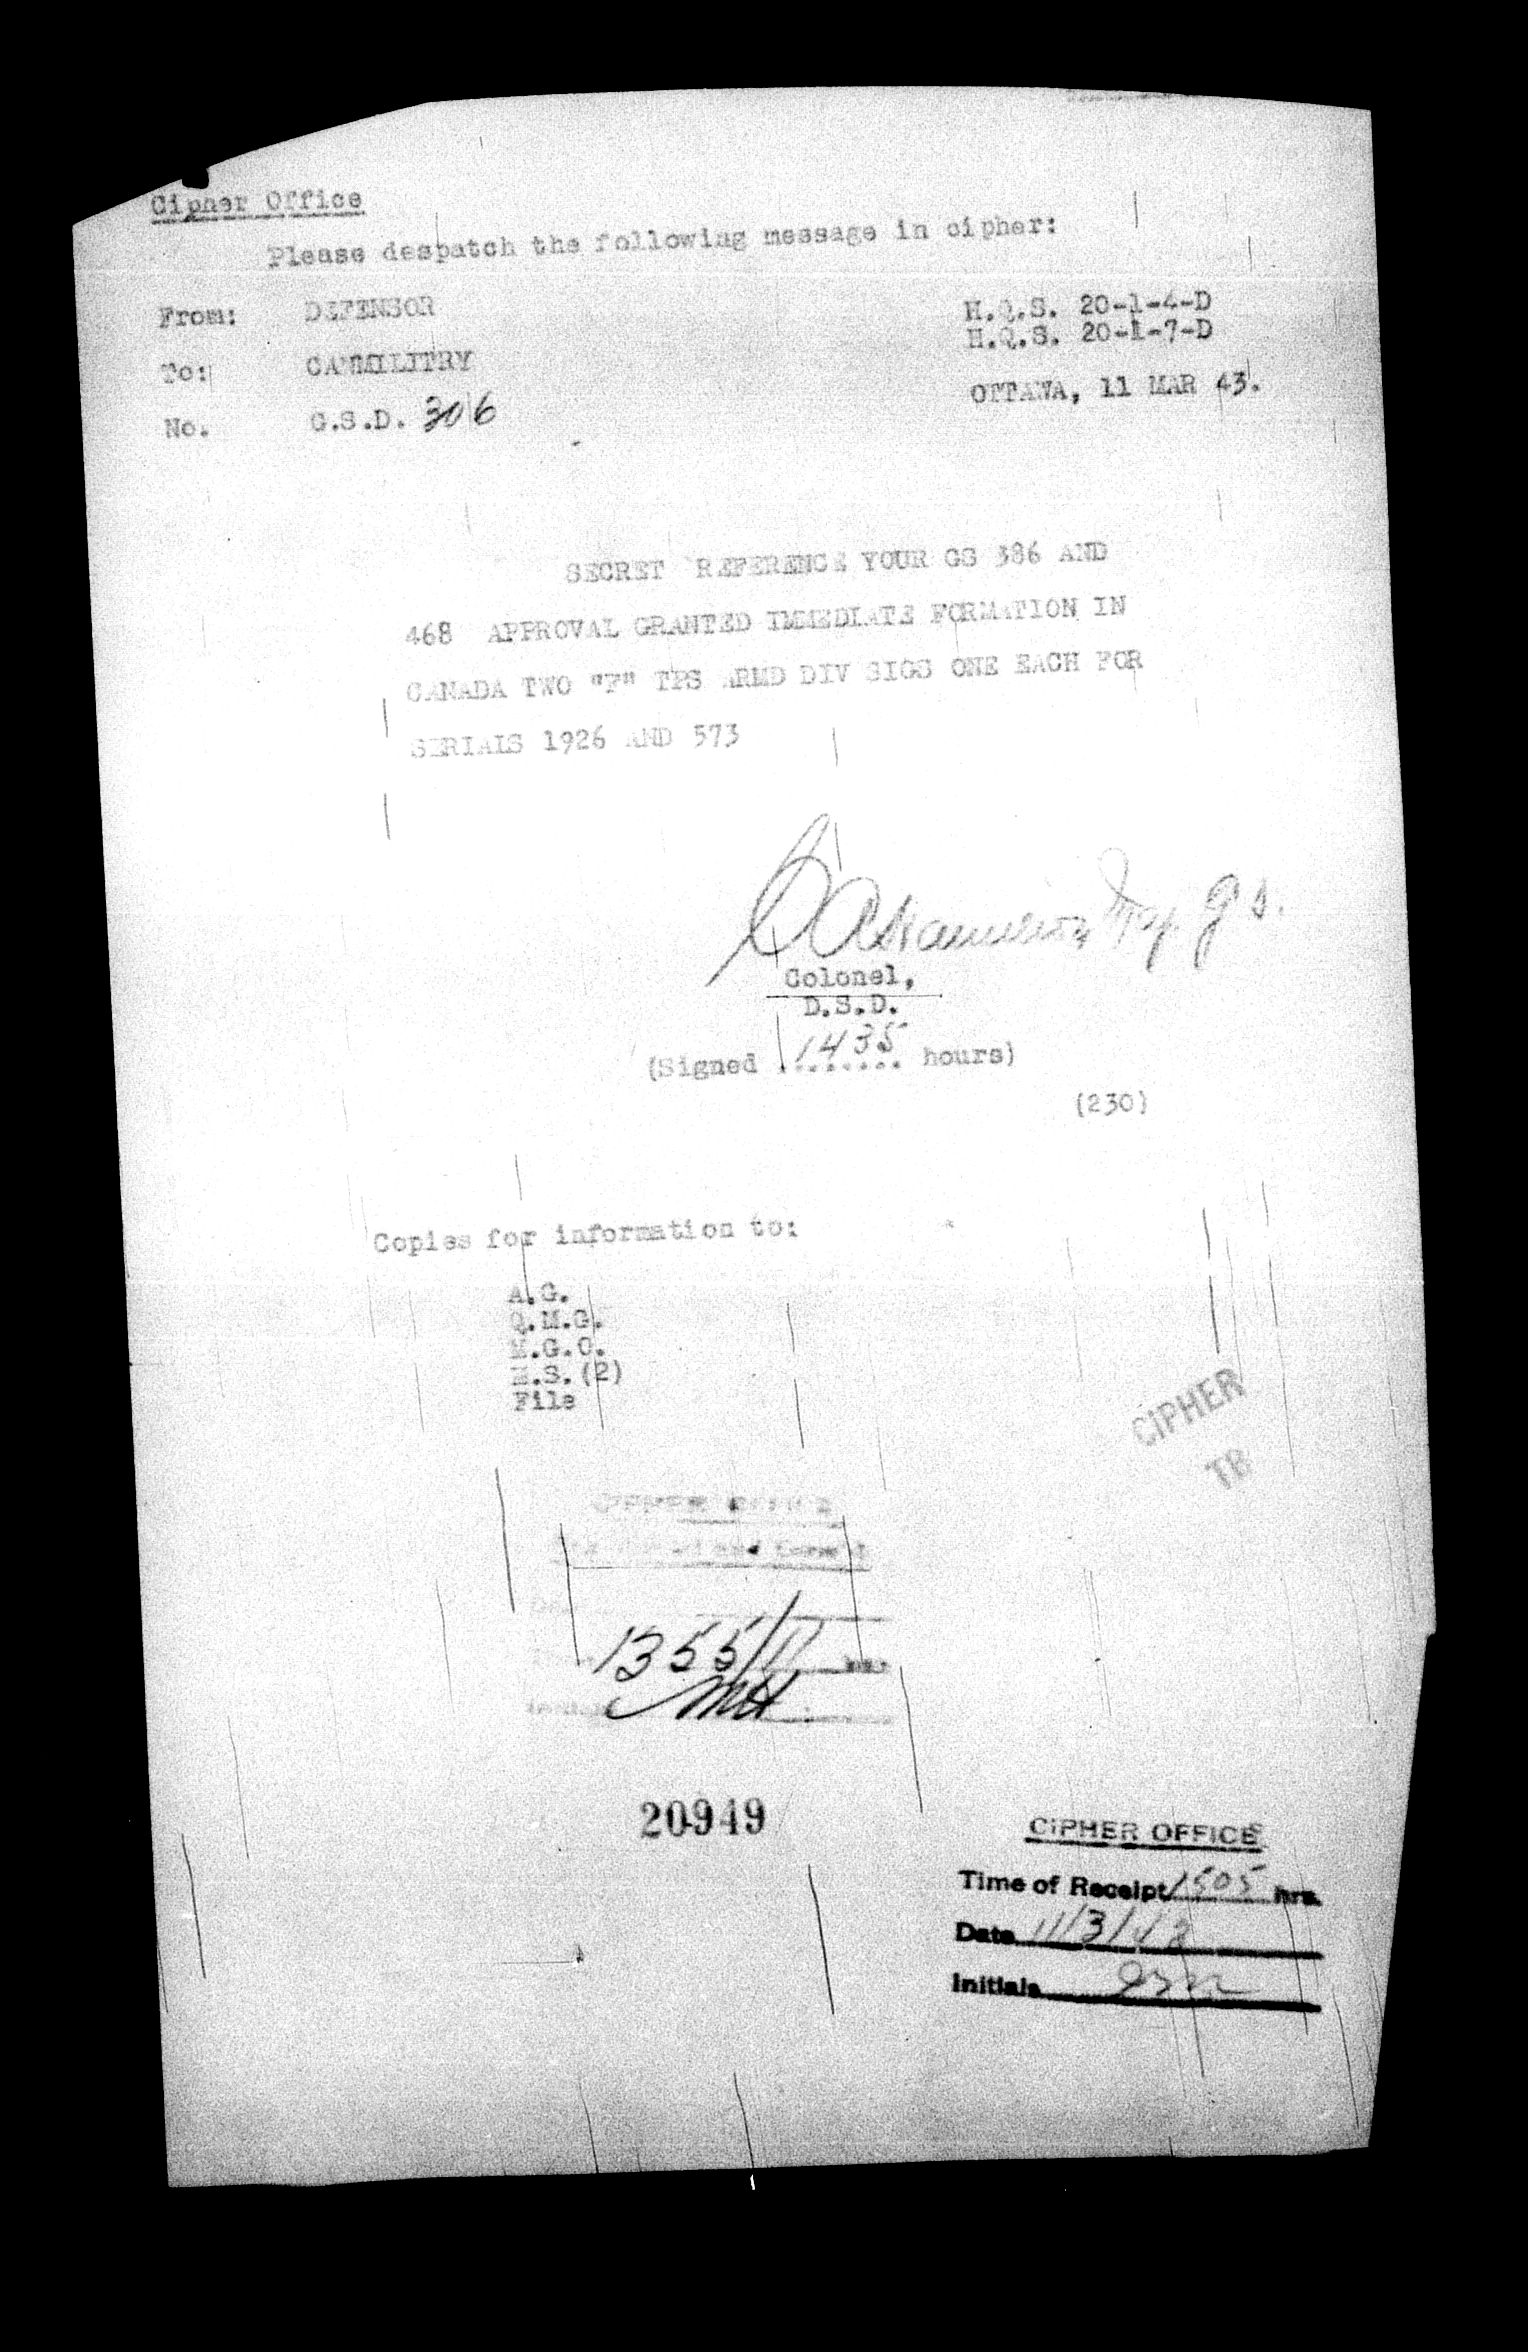 Cipher Office
Please despatch the following message in cipher:
From: DEFENSOR
H.Q.S. 20-1-4-D
H.Q.S. 20-1-7-D
To: CANMILITRY
OTTAWA, 11 MAR 43.
No. G.S.D. 306
SECRET REFERENCE YOUR GS 386 AND
468 APPROVAL GRANTED IMMEDIATE FORMATION IN
CANADA TWO "F" TPS ARMD DIV SIGS ONE EACH FOR
SERIALS 1926 AND 573
Colonel,
D.S.D.
(Signed 1435 hours)
(230)
Copies for information to:
A.G.
Q.M.G.
M.G.O.
M.S. (2)
File
CIPHER
TB
1355/11
20949
CIPHER OFFICE
Time of Receipt 1505 hrs.
Date 11/3/43
Initials